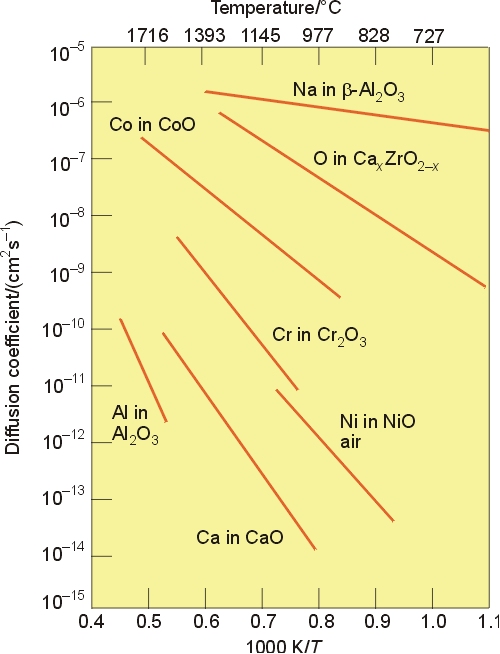 Temperature/°C
1716 1393 1145 977 828 727
10⁻⁵
Na in β-Al₂O₃
10⁻⁶
Co in CoO
O in CaₓZrO₂₋ₓ
10⁻⁷
10⁻⁸
10⁻⁹
Diffusion coefficient/(cm²s⁻¹)
10⁻¹⁰
Cr in Cr₂O₃
10⁻¹¹
Al in
Al₂O₃
Ni in NiO
air
10⁻¹²
10⁻¹³
Ca in CaO
10⁻¹⁴
10⁻¹⁵
0.4 0.5 0.6 0.7 0.8 0.9 1.0 1.1
1000 K/T